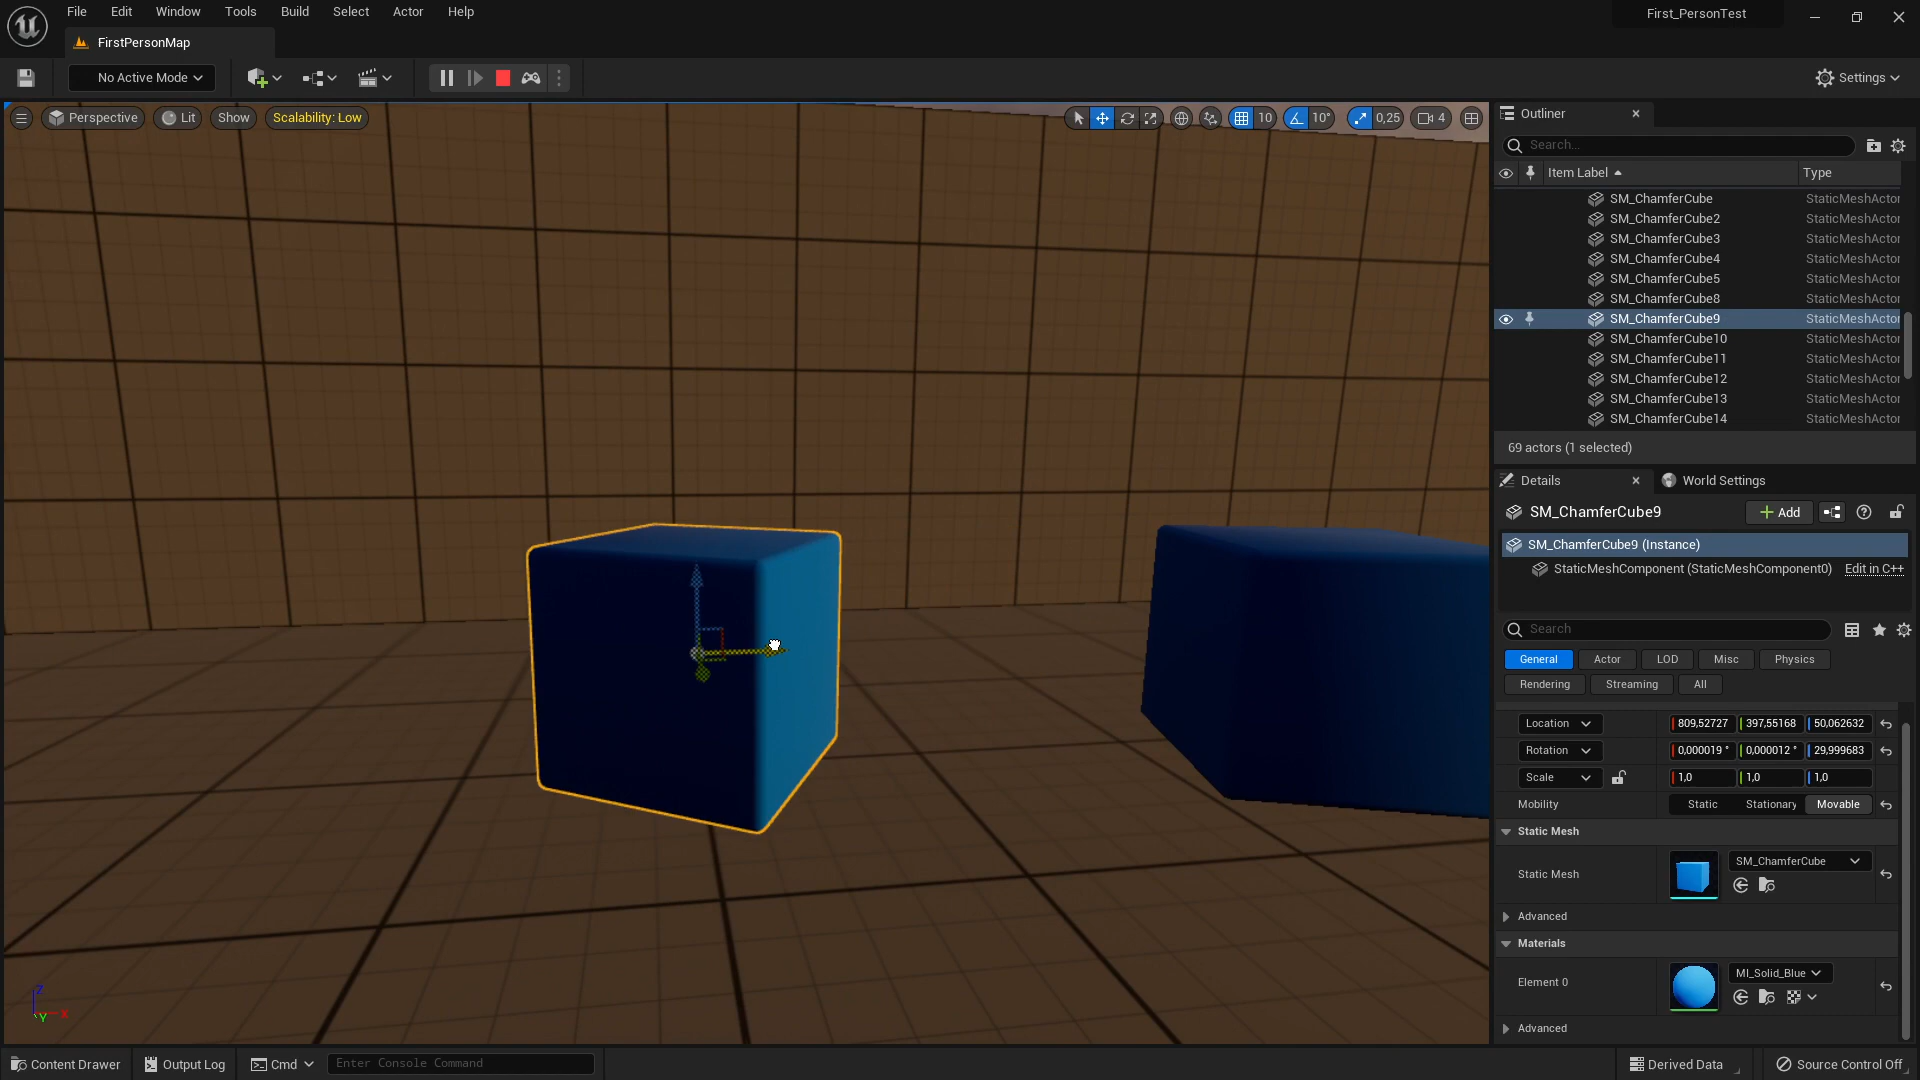 File Edit Window Tools Build Select Actor Help
First_PersonTest
FirstPersonMap
No Active Mode
Settings
Perspective Lit Show Scalability: Low
10 10° 0,25 4
Outliner
Search...
Item Label Type
SM_ChamferCube StaticMeshActor
SM_ChamferCube2 StaticMeshActor
SM_ChamferCube3 StaticMeshActor
SM_ChamferCube4 StaticMeshActor
SM_ChamferCube5 StaticMeshActor
SM_ChamferCube8 StaticMeshActor
SM_ChamferCube9 StaticMeshActor
SM_ChamferCube10 StaticMeshActor
SM_ChamferCube11 StaticMeshActor
SM_ChamferCube12 StaticMeshActor
SM_ChamferCube13 StaticMeshActor
SM_ChamferCube14 StaticMeshActor
69 actors (1 selected)
Details World Settings
SM_ChamferCube9 Add
SM_ChamferCube9 (Instance)
StaticMeshComponent (StaticMeshComponent0) Edit in C++
Search
General Actor LOD Misc Physics
Rendering Streaming All
Location 809,52727 397,55168 50,062632
Rotation 0,000019 ° 0,000012 ° 29,999683
Scale 1,0 1,0 1,0
Mobility Static Stationary Movable
Static Mesh
Static Mesh SM_ChamferCube
Advanced
Materials
Element 0 MI_Solid_Blue
Advanced
Z
Y X
Content Drawer Output Log Cmd Enter Console Command Derived Data Source Control Off